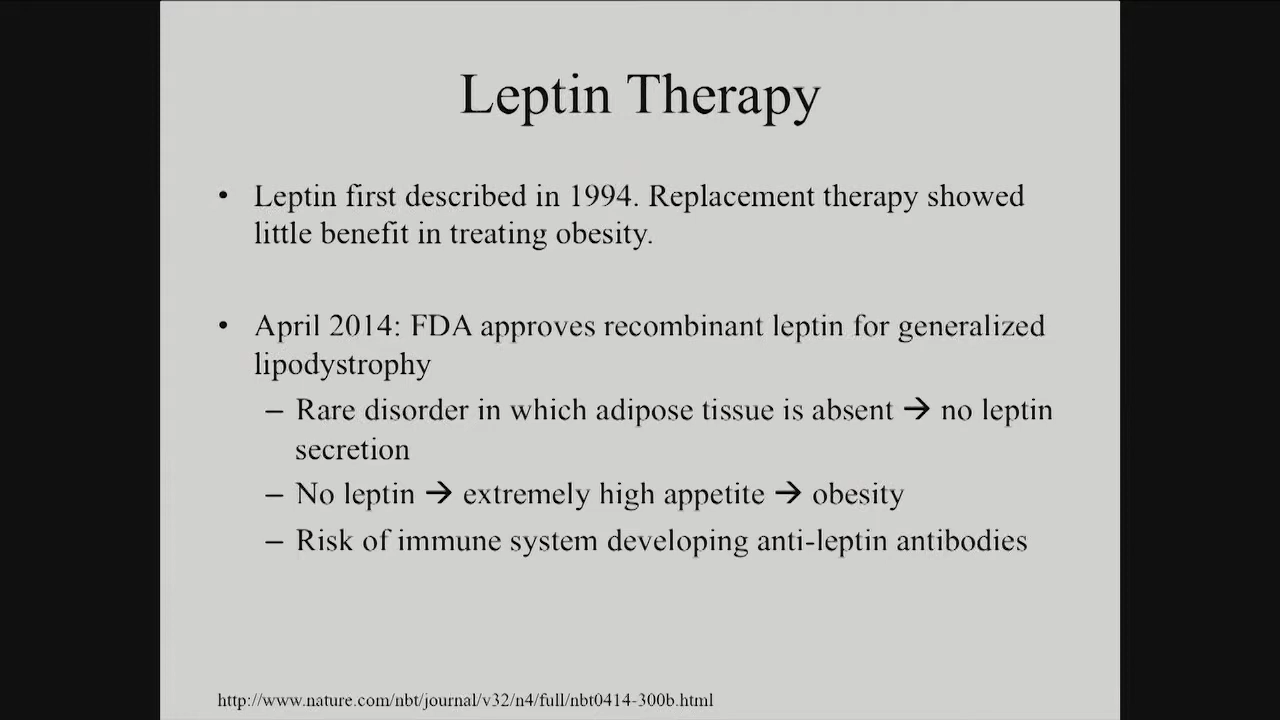 Leptin Therapy
• Leptin first described in 1994. Replacement therapy showed
little benefit in treating obesity.
• April 2014: FDA approves recombinant leptin for generalized
lipodystrophy
– Rare disorder in which adipose tissue is absent → no leptin
secretion
– No leptin → extremely high appetite → obesity
– Risk of immune system developing anti-leptin antibodies
http://www.nature.com/nbt/journal/v32/n4/full/nbt0414-300b.html